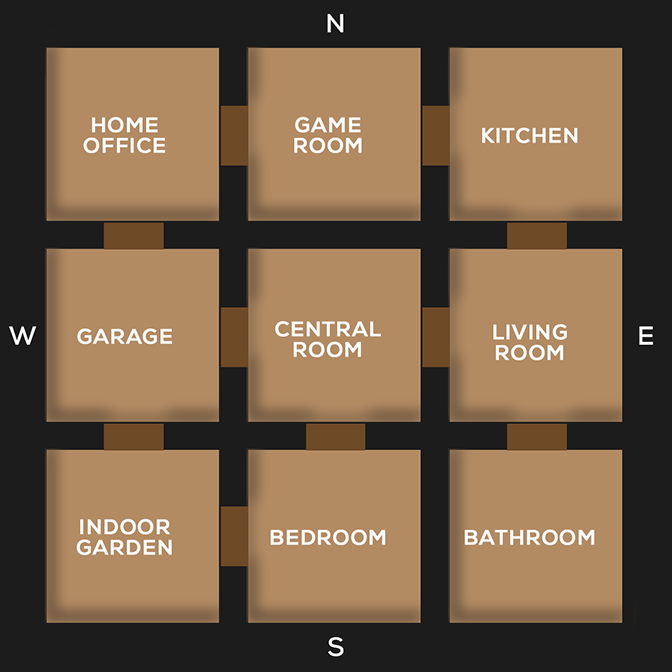 N
HOME
OFFICE
GAME
ROOM
KITCHEN
W
GARAGE
CENTRAL
ROOM
LIVING
ROOM
E
INDOOR
GARDEN
BEDROOM
BATHROOM
S